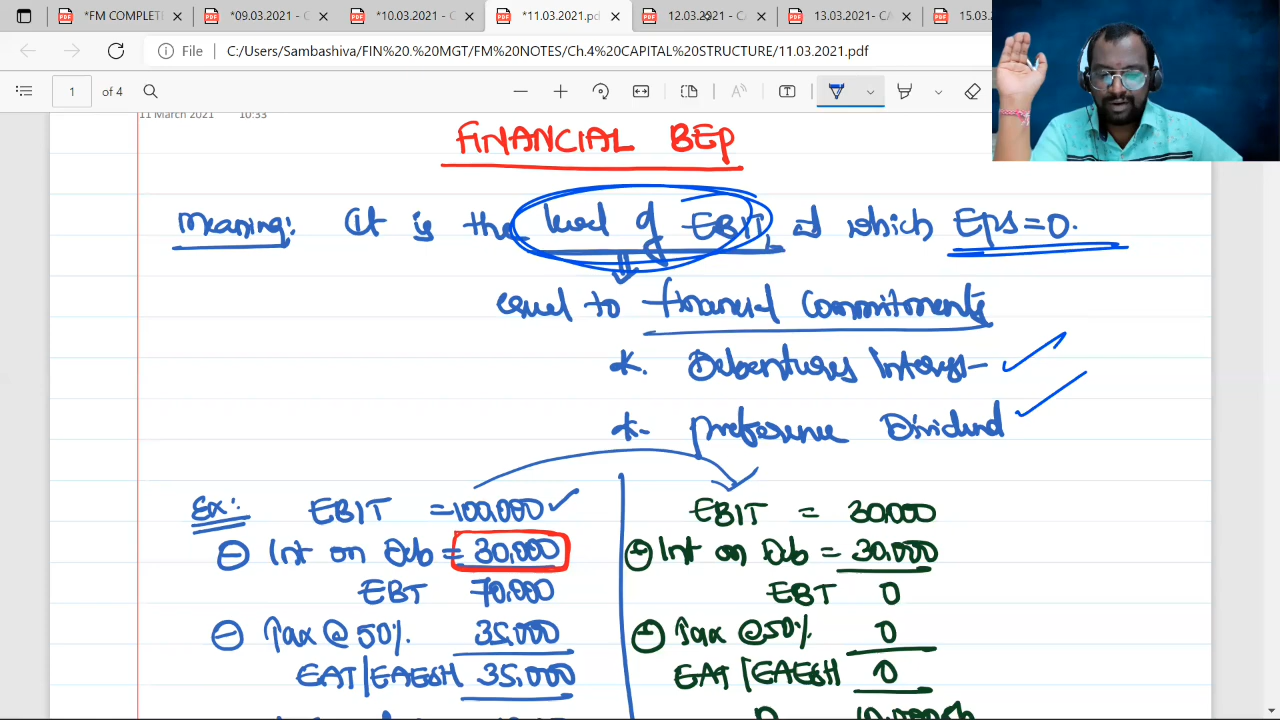 *FM COMPLET
*09.03.2021 - C
*10.03.2021 - C
*11.03.2021.pd
12.03.2021 - CA
13.03.2021 - CA
15.03
File C:/Users/Sambashiva/FIN%20.%20MGT/FM%20NOTES/Ch.4%20CAPITAL%20STRUCTURE/11.03.2021.pdf
1 of 4
11 March 2021 10:33
FINANCIAL BEP
Meaning: It is the level of EBIT at which Eps=0.
equal to financial Commitments
*. Debentures Interest
*. preference Dividend
Ex: EBIT =100,000
⊖ Int on Deb = 30,000
EBT 70,000
⊖ Tax @ 50% 35,000
EAT|EAESH 35,000
EBIT = 30,000
⊖ Int on Deb = 30,000
EBT 0
⊖ Tax @50% 0
EAT|EAESH 0